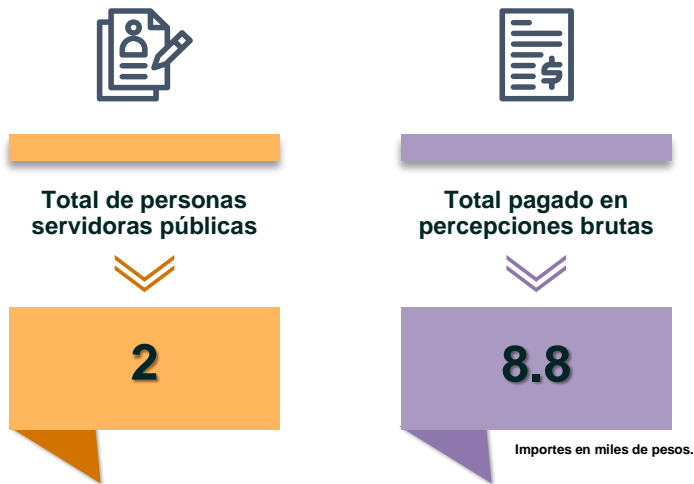 Total de personas
servidoras públicas
2
Total pagado en
percepciones brutas
8.8
Importes en miles de pesos.